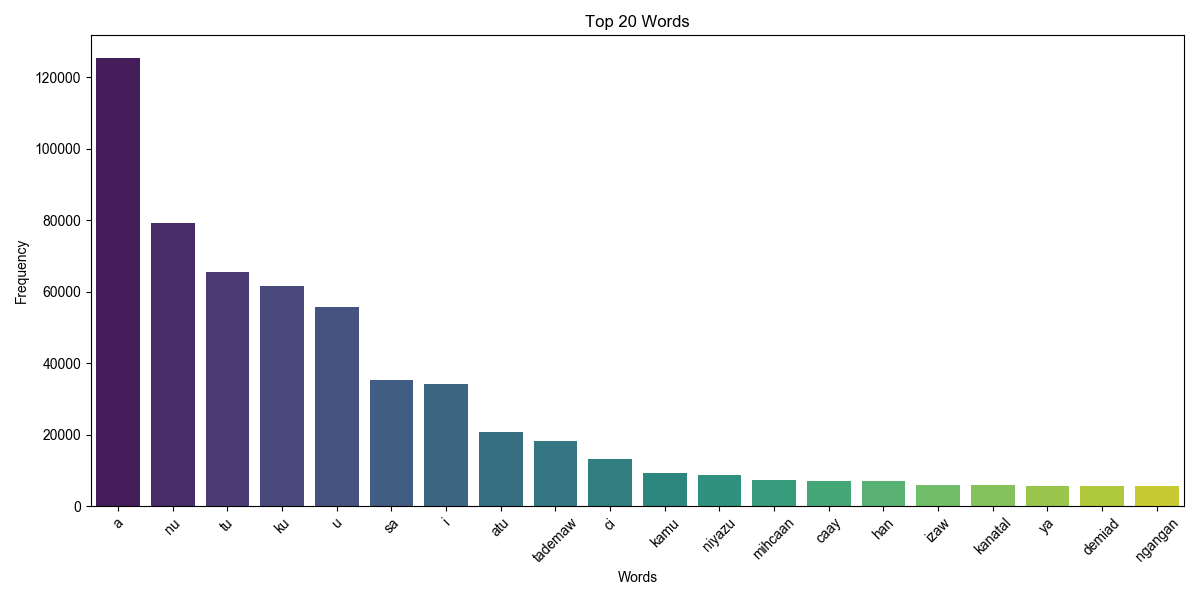 Top 20 Words
Frequency
120000
100000
80000
60000
40000
20000
0
a
nu
tu
ku
u
sa
i
atu
tademaw
ci
kamu
niyazu
mihcaan
caay
han
izaw
kanatal
ya
demiad
ngangan
Words